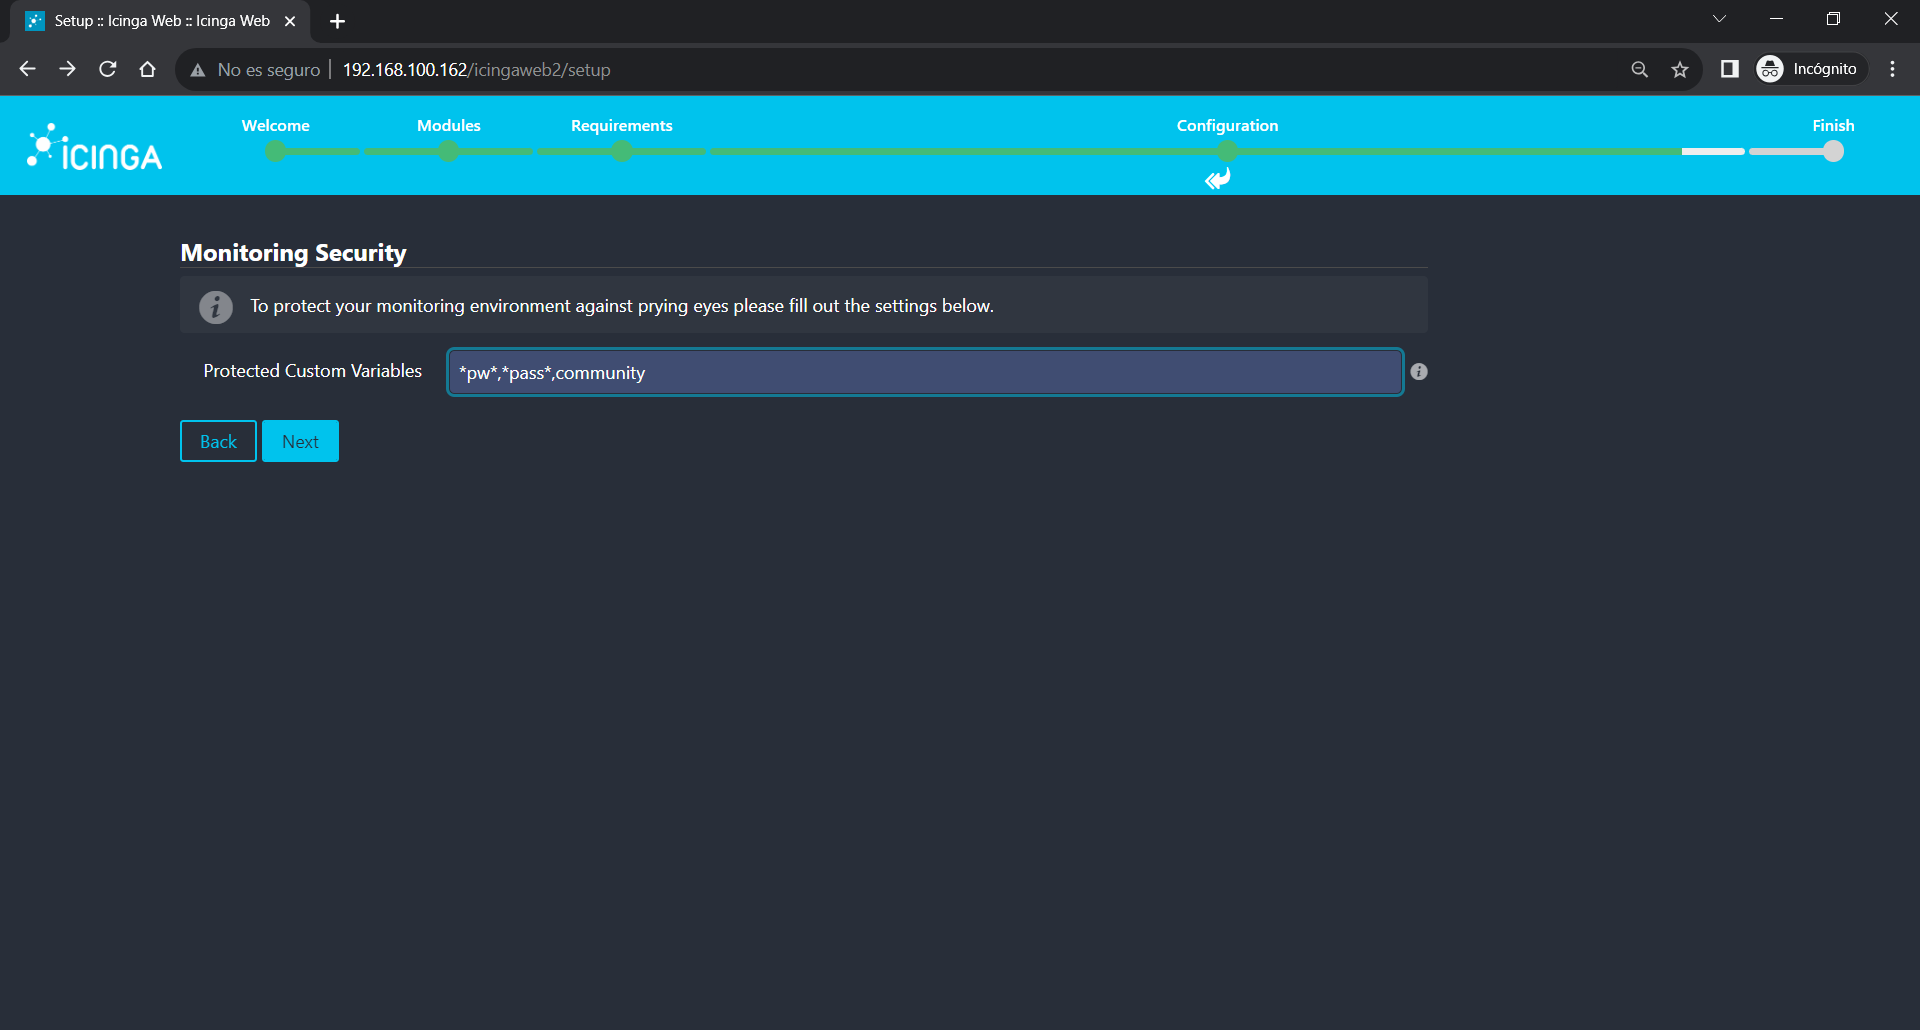 Setup :: Icinga Web :: Icinga Web
No es seguro 192.168.100.162/icingaweb2/setup
Incógnito
ICINGA
Welcome
Modules
Requirements
Configuration
Finish
Monitoring Security
To protect your monitoring environment against prying eyes please fill out the settings below.
Protected Custom Variables
*pw*,*pass*,community
Back
Next